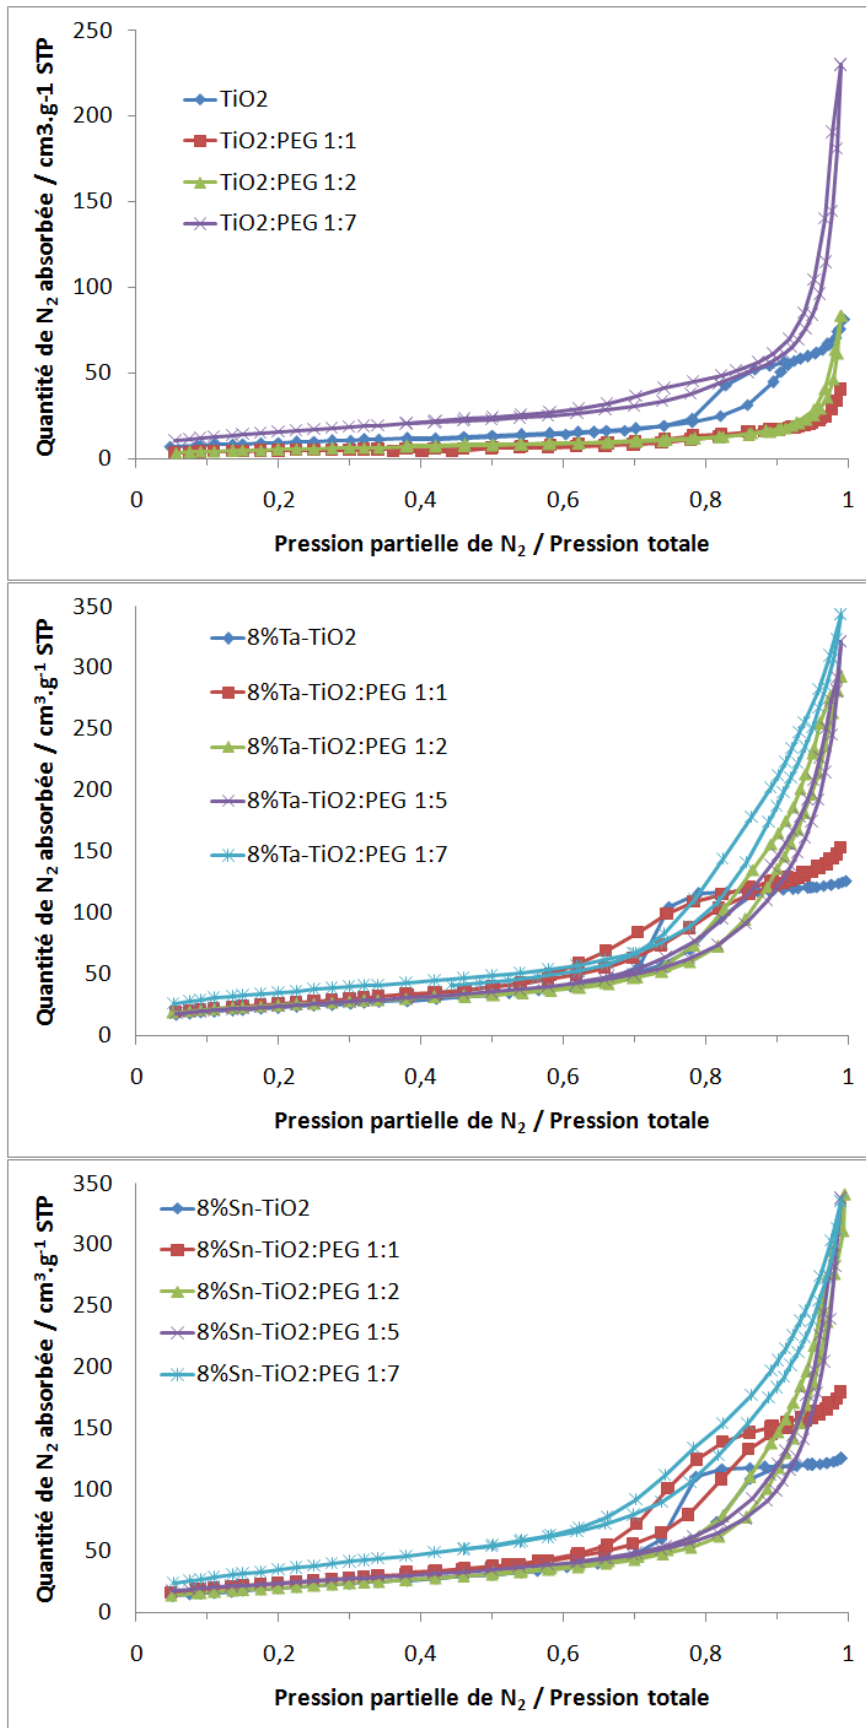 Quantité de N₂ absorbée / cm3.g-1 STP
250
200
150
100
50
0
TiO2
TiO2:PEG 1:1
TiO2:PEG 1:2
TiO2:PEG 1:7
0 0,2 0,4 0,6 0,8 1
Pression partielle de N₂ / Pression totale
Quantité de N₂ absorbée / cm³.g⁻¹ STP
350
300
250
200
150
100
50
0
8%Ta-TiO2
8%Ta-TiO2:PEG 1:1
8%Ta-TiO2:PEG 1:2
8%Ta-TiO2:PEG 1:5
8%Ta-TiO2:PEG 1:7
0 0,2 0,4 0,6 0,8 1
Pression partielle de N₂ / Pression totale
Quantité de N₂ absorbée / cm³.g⁻¹ STP
350
300
250
200
150
100
50
0
8%Sn-TiO2
8%Sn-TiO2:PEG 1:1
8%Sn-TiO2:PEG 1:2
8%Sn-TiO2:PEG 1:5
8%Sn-TiO2:PEG 1:7
0 0,2 0,4 0,6 0,8 1
Pression partielle de N₂ / Pression totale